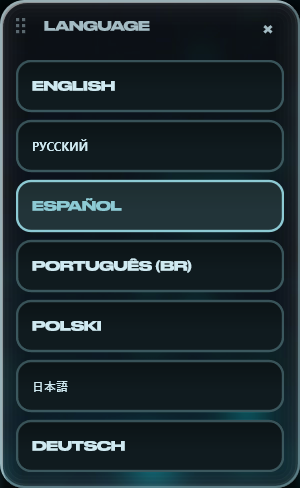 LANGUAGE
ENGLISH
РУССКИЙ
ESPAÑOL
PORTUGUÊS (BR)
POLSKI
日本語
DEUTSCH